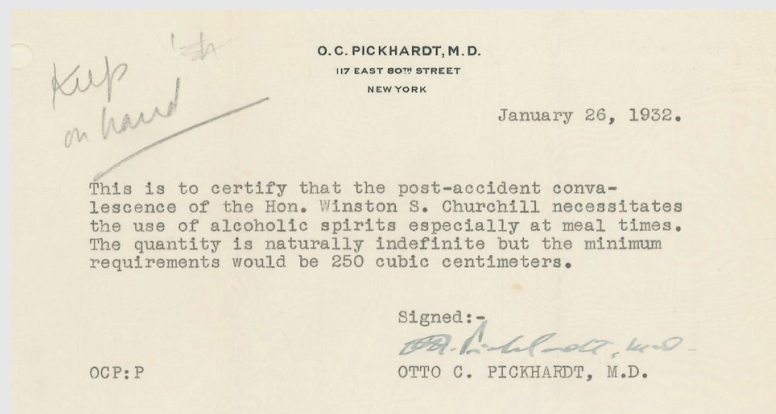 Keep
on hand
O. C. PICKHARDT, M. D.
117 EAST 80TH STREET
NEW YORK
January 26, 1932.
This is to certify that the post-accident conva-
lescence of the Hon. Winston S. Churchill necessitates
the use of alcoholic spirits especially at meal times.
The quantity is naturally indefinite but the minimum
requirements would be 250 cubic centimeters.
Signed:-
OCP:P
OTTO C. PICKHARDT, M.D.